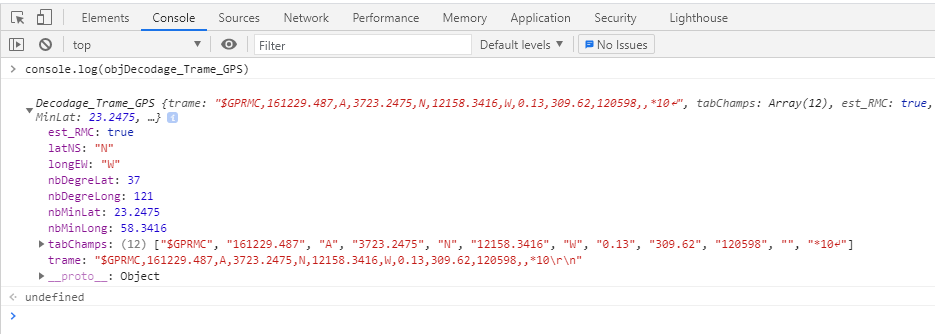 Elements Console Sources Network Performance Memory Application Security Lighthouse
top Filter Default levels No Issues
console.log(objDecodage_Trame_GPS)
Decodage_Trame_GPS {trame: "$GPRMC,161229.487,A,3723.2475,N,12158.3416,W,0.13,309.62,120598,,*10↵", tabChamps: Array(12), est_RMC: true,
MinLat: 23.2475, …}
est_RMC: true
latNS: "N"
longEW: "W"
nbDegreLat: 37
nbDegreLong: 121
nbMinLat: 23.2475
nbMinLong: 58.3416
tabChamps: (12) ["$GPRMC", "161229.487", "A", "3723.2475", "N", "12158.3416", "W", "0.13", "309.62", "120598", "", "*10↵"]
trame: "$GPRMC,161229.487,A,3723.2475,N,12158.3416,W,0.13,309.62,120598,,*10\r\n"
__proto__: Object
undefined